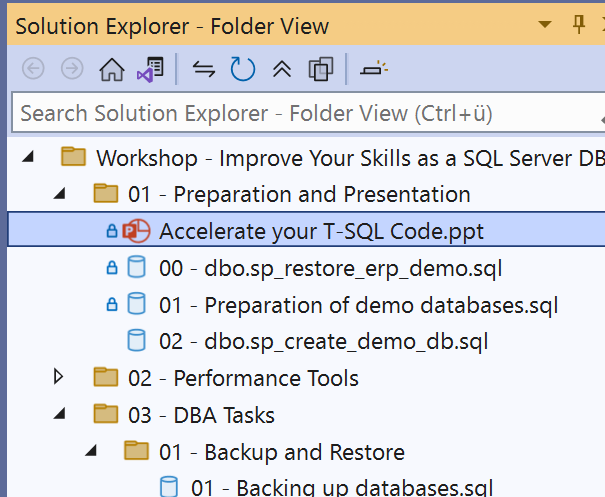 Solution Explorer - Folder View
Search Solution Explorer - Folder View (Ctrl+ü)
Workshop - Improve Your Skills as a SQL Server DB
01 - Preparation and Presentation
Accelerate your T-SQL Code.ppt
00 - dbo.sp_restore_erp_demo.sql
01 - Preparation of demo databases.sql
02 - dbo.sp_create_demo_db.sql
02 - Performance Tools
03 - DBA Tasks
01 - Backup and Restore
01 - Backing up databases.sql